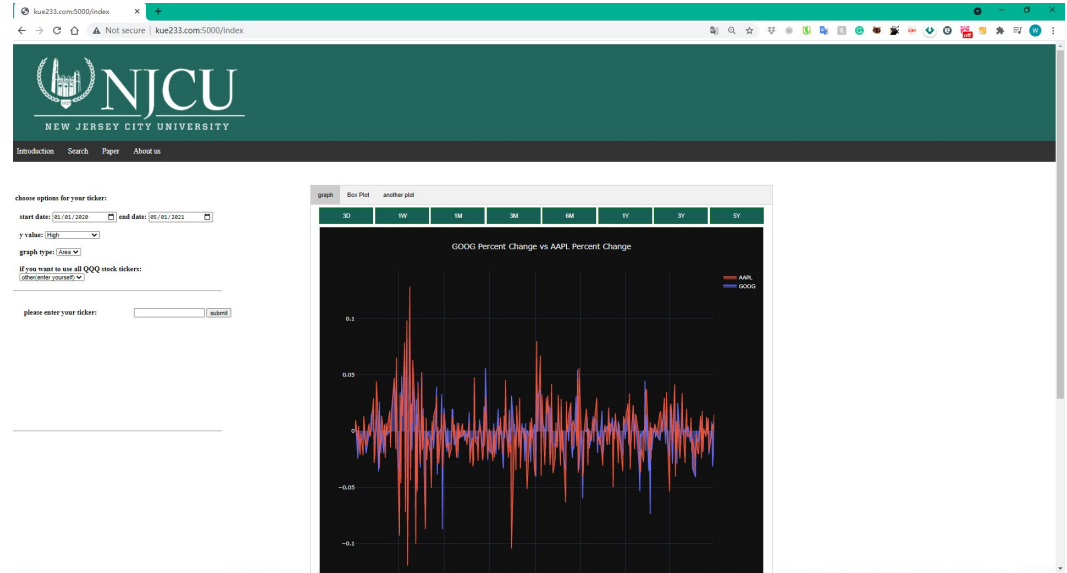 kue233.com:5000/index
Not secure | kue233.com:5000/index
NJCU
NEW JERSEY CITY UNIVERSITY
Introduction Search Paper About us
choose options for your ticker:
start date: 01/01/2020 end date: 05/01/2021
y value: High
graph type: Area
if you want to use all QQQ stock tickers:
other(enter yourself)
please enter your ticker: submit
graph Box Plot another plot
3D 1W 1M 3M 6M 1Y 3Y 5Y
GOOG Percent Change vs AAPL Percent Change
AAPL
GOOG
0.1
0.05
0
−0.05
−0.1
off
W